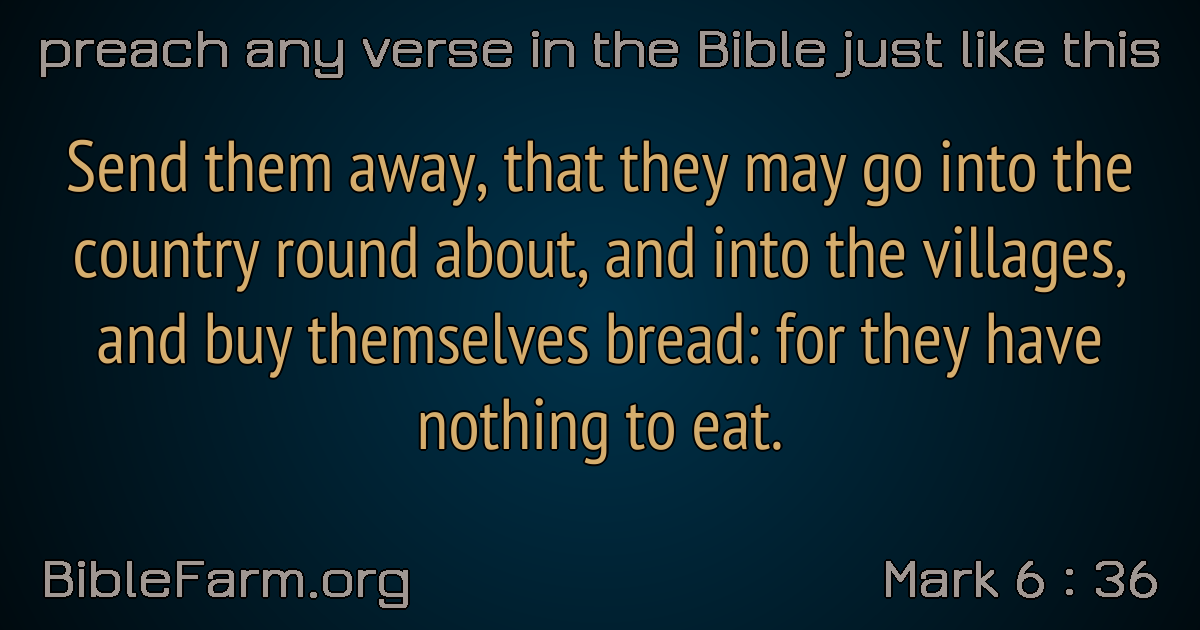 preach any verse in the Bible just like this
Send them away, that they may go into the
country round about, and into the villages,
and buy themselves bread: for they have
nothing to eat.
BibleFarm.org
Mark 6 : 36